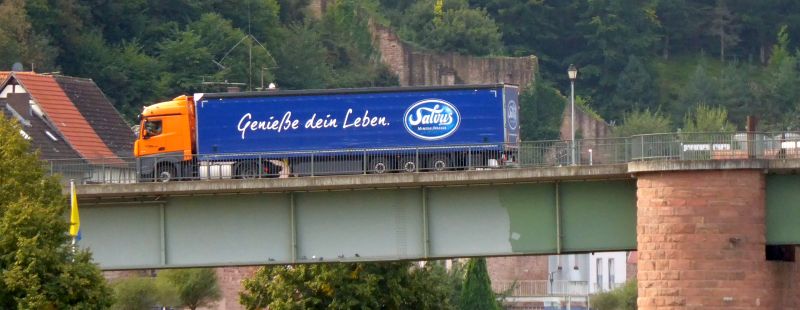 Genieße dein Leben.
Salvus